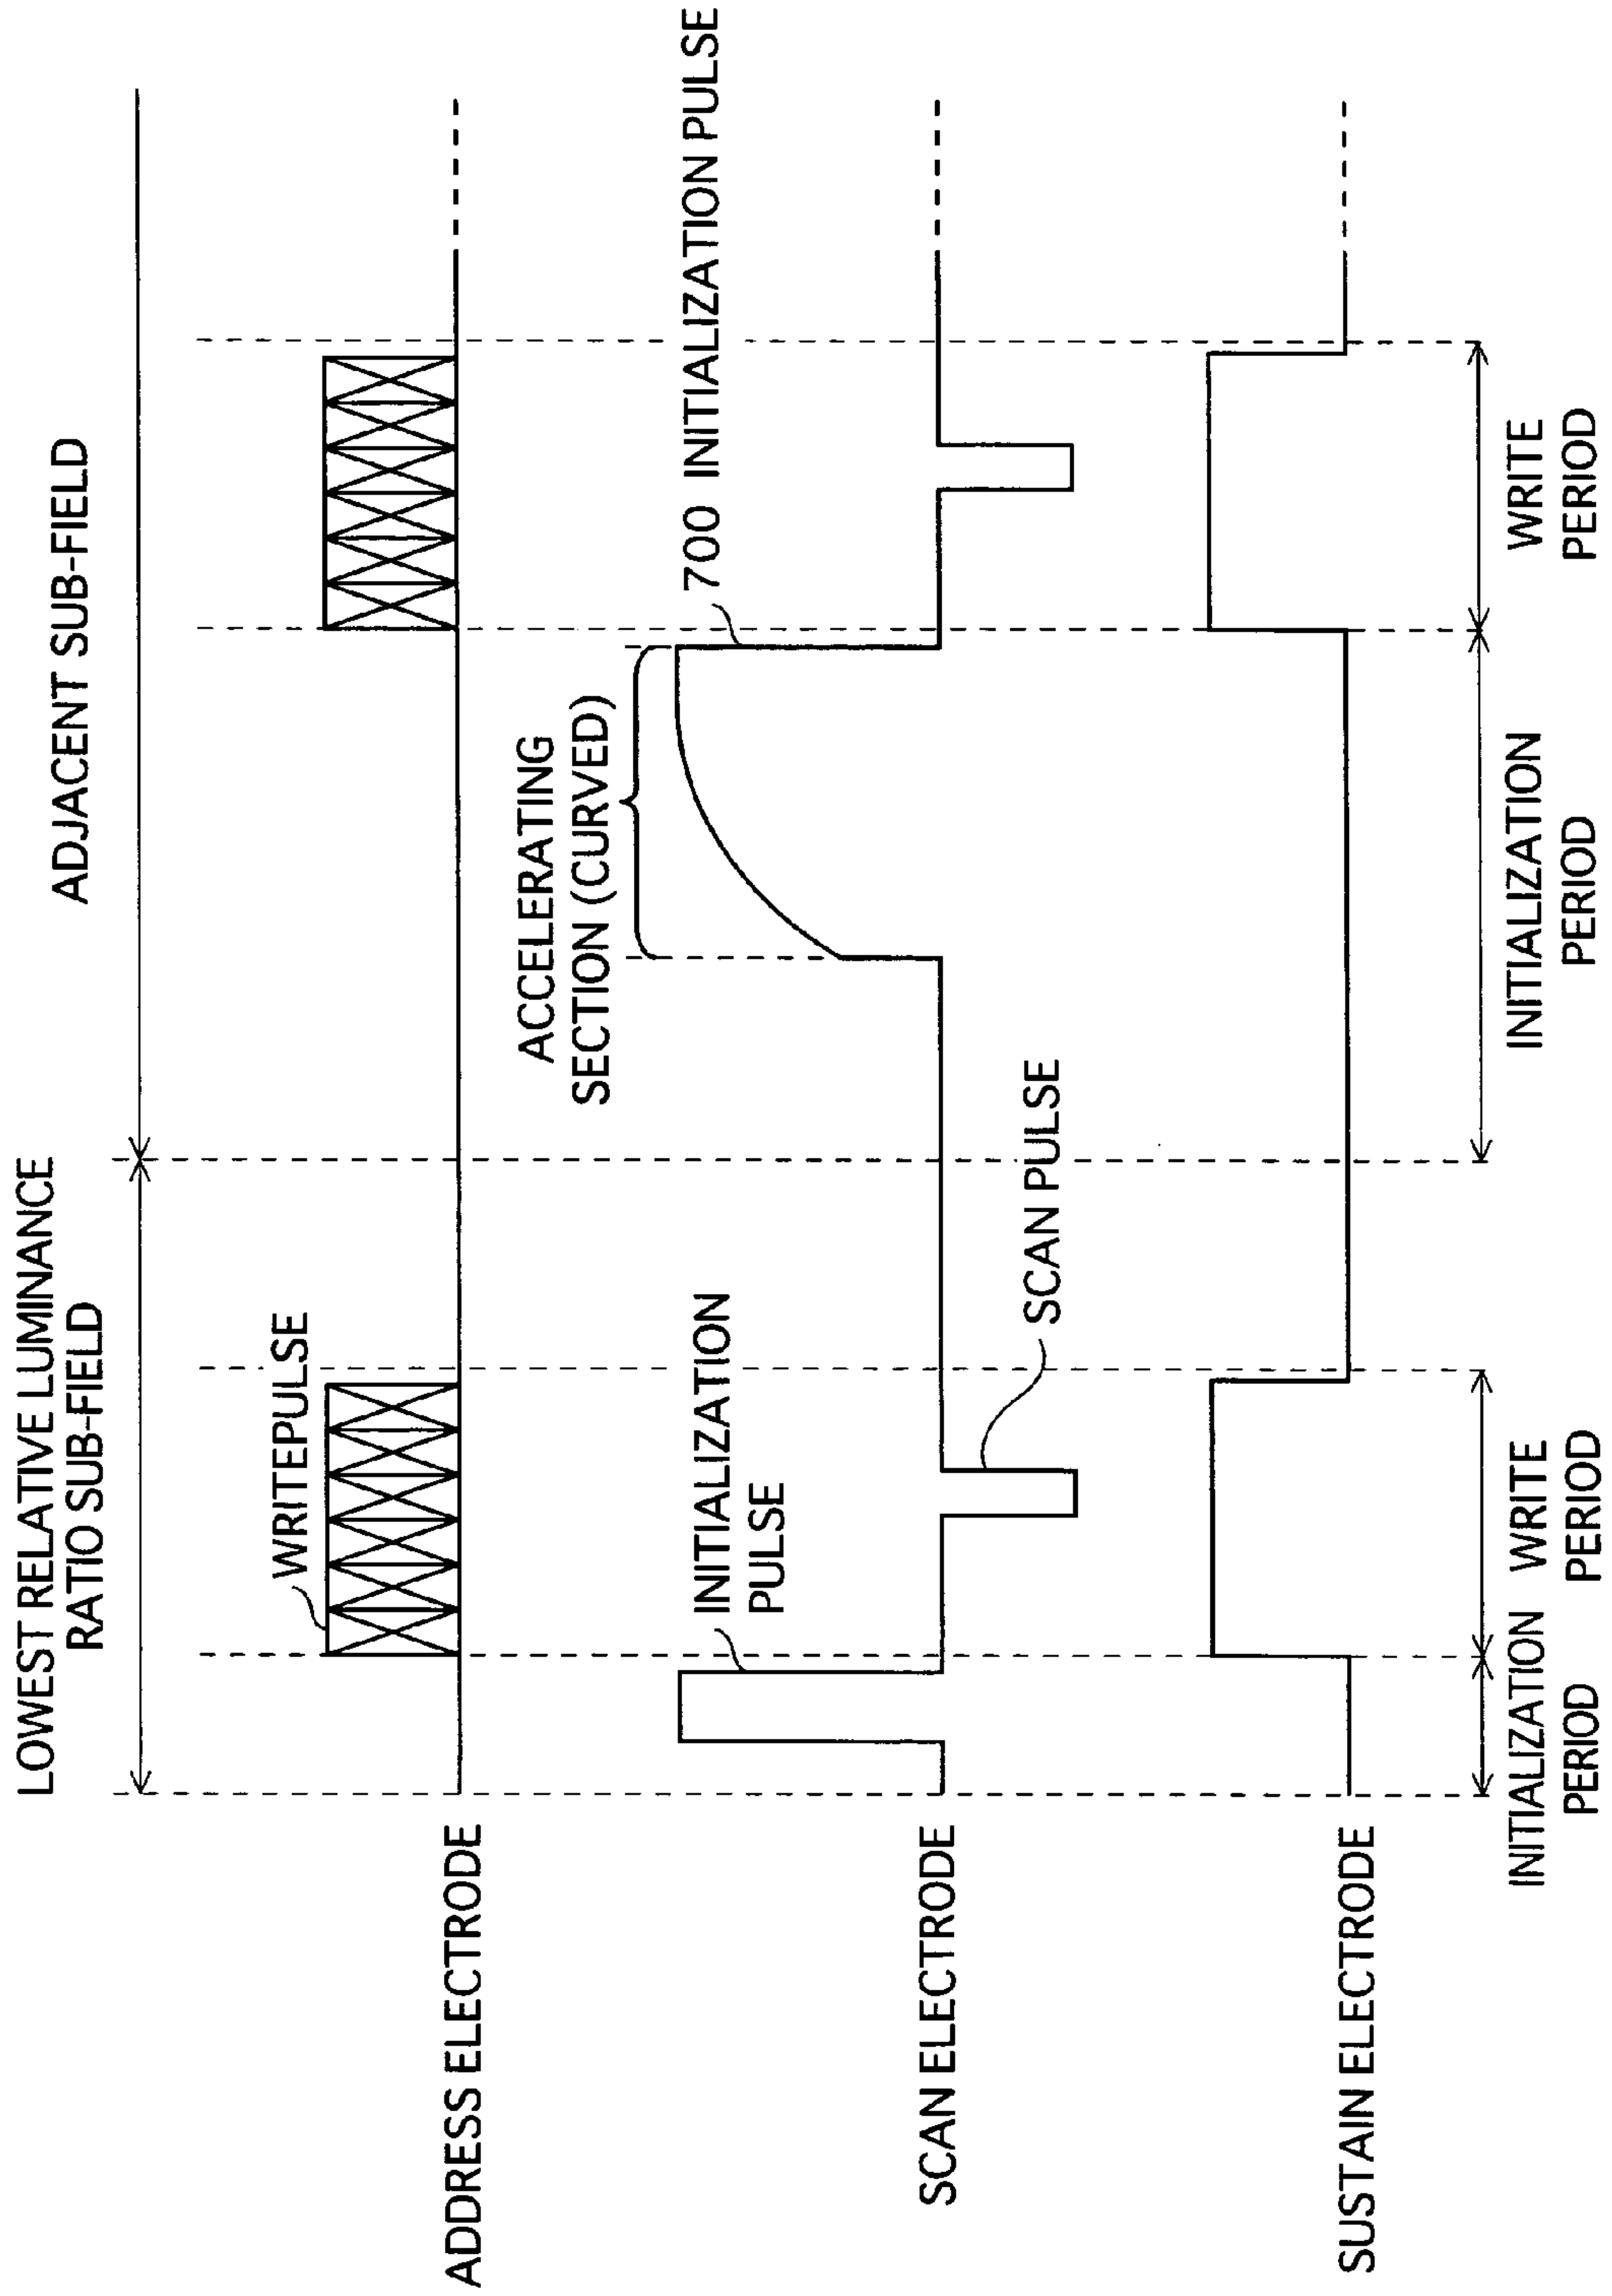 LOWEST RELATIVE LUMINANCE
RATIO SUB-FIELD
ADJACENT SUB-FIELD
WRITEPULSE
ADDRESS ELECTRODE
ACCELERATING
SECTION (CURVED)
INITIALIZATION
PULSE
700 INITIALIZATION PULSE
SCAN ELECTRODE
SCAN PULSE
SUSTAIN ELECTRODE
INITIALIZATION
PERIOD
WRITE
PERIOD
INITIALIZATION
PERIOD
WRITE
PERIOD